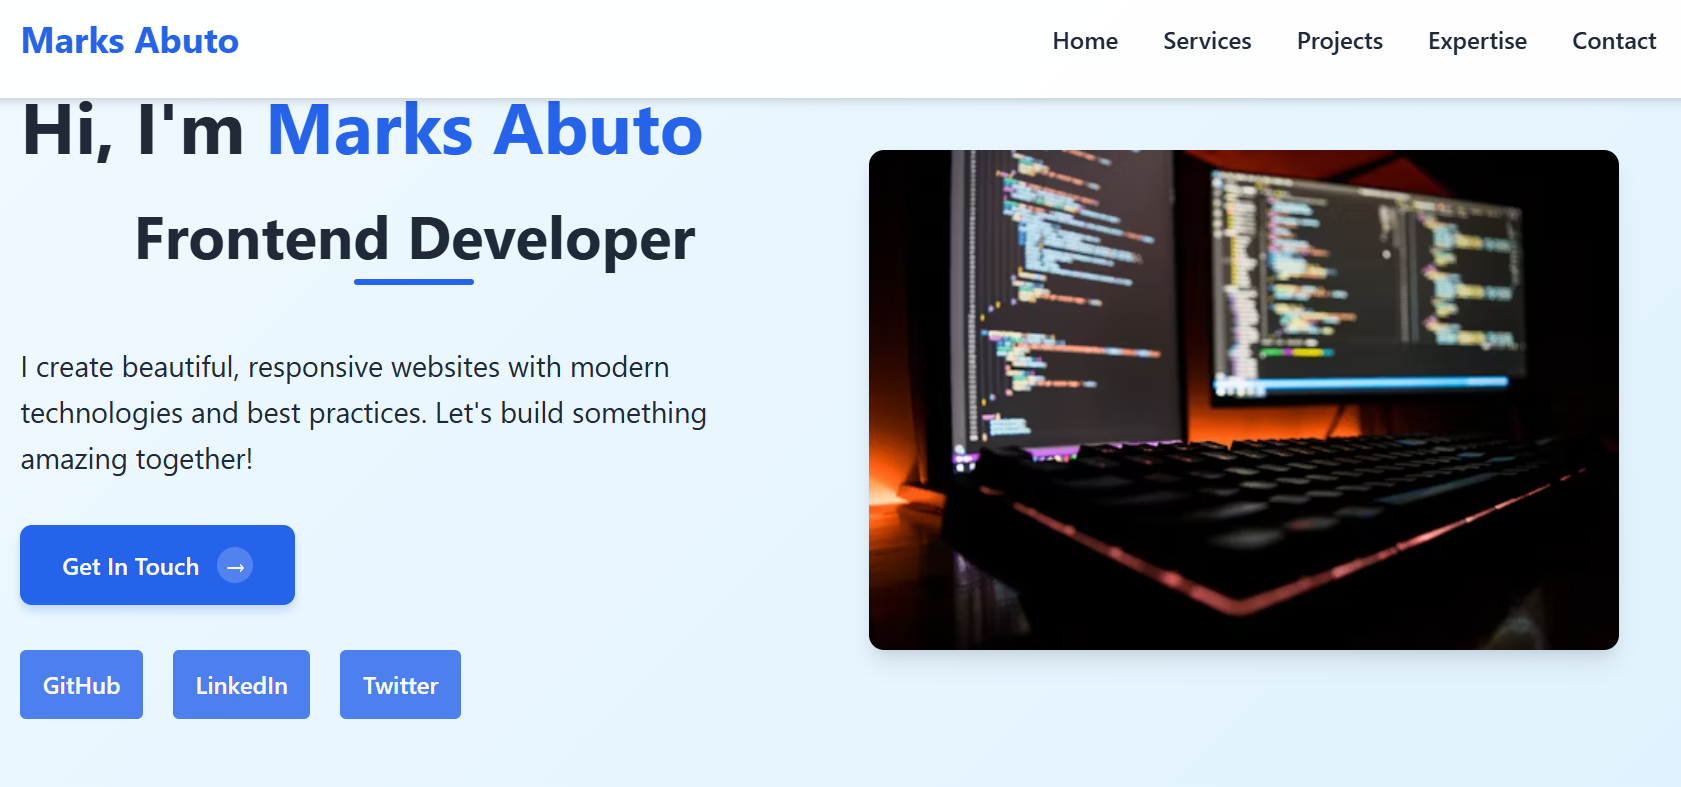 Marks Abuto
Home Services Projects Expertise Contact
Hi, I'm Marks Abuto
Frontend Developer
I create beautiful, responsive websites with modern
technologies and best practices. Let's build something
amazing together!
Get In Touch →
GitHub LinkedIn Twitter